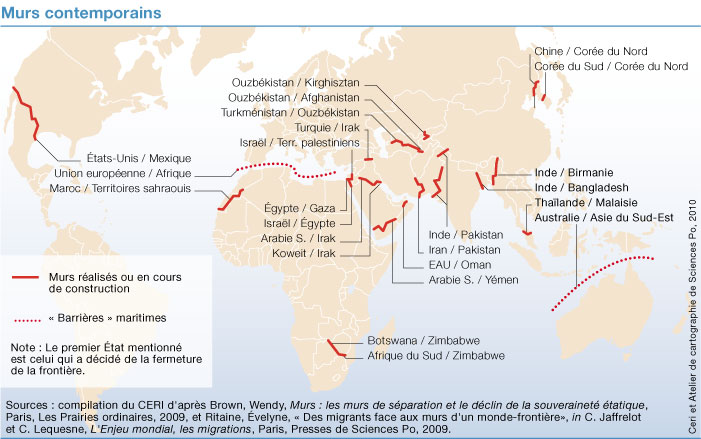 Murs contemporains
Chine / Corée du Nord
Corée du Sud / Corée du Nord
Ouzbékistan / Kirghisztan
Ouzbékistan / Afghanistan
Turkménistan / Ouzbékistan
Turquie / Irak
Israël / Terr. palestiniens
États-Unis / Mexique
Union européenne / Afrique
Maroc / Territoires sahraouis
Inde / Birmanie
Inde / Bangladesh
Thaïlande / Malaisie
Australie / Asie du Sud-Est
Égypte / Gaza
Israël / Égypte
Arabie S. / Irak
Koweit / Irak
Inde / Pakistan
Iran / Pakistan
EAU / Oman
Arabie S. / Yémen
Botswana / Zimbabwe
Afrique du Sud / Zimbabwe
Murs réalisés ou en cours
de construction
« Barrières » maritimes
Note : Le premier État mentionné
est celui qui a décidé de la fermeture
de la frontière.
Ceri et Atelier de cartographie de Sciences Po, 2010
Sources : compilation du CERI d'après Brown, Wendy, Murs : les murs de séparation et le déclin de la souveraineté étatique,
Paris, Les Prairies ordinaires, 2009, et Ritaine, Évelyne, « Des migrants face aux murs d'un monde-frontière», in C. Jaffrelot
et C. Lequesne, L'Enjeu mondial, les migrations, Paris, Presses de Sciences Po, 2009.